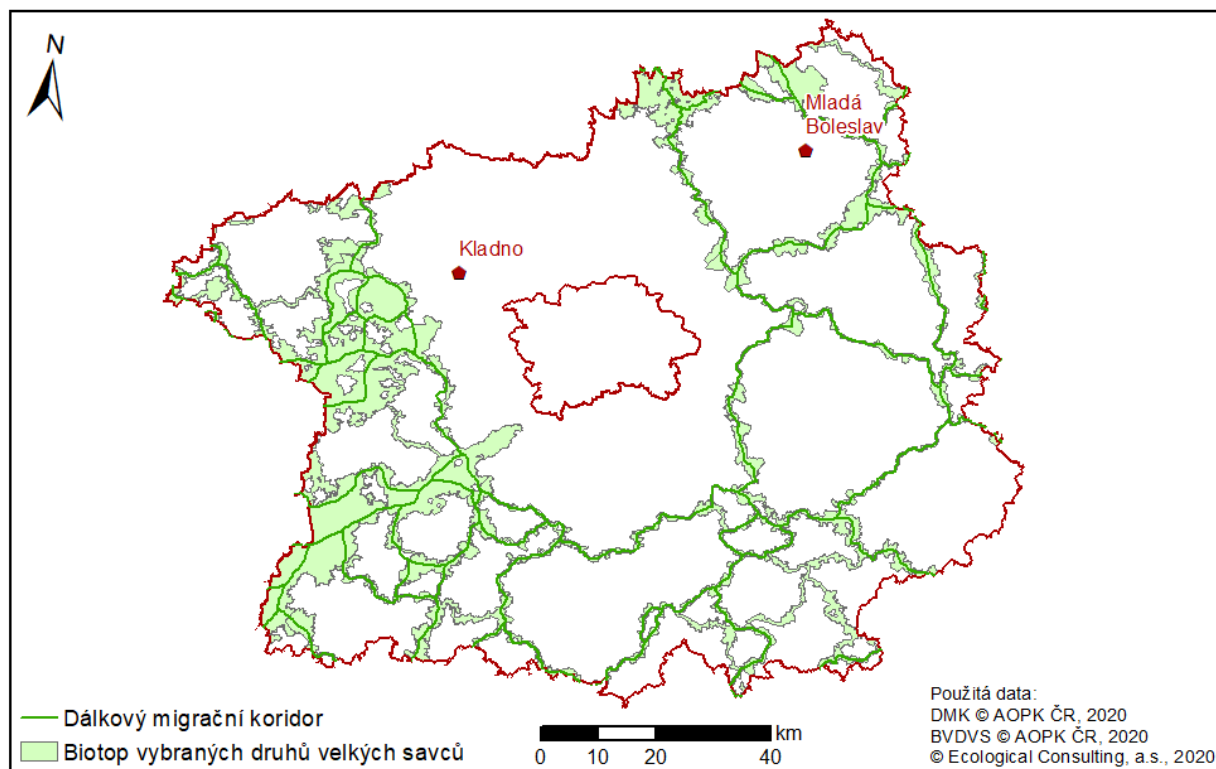 N
Mladá
Boleslav
Kladno
Dálkový migrační koridor
Biotop vybraných druhů velkých savců
km
0 10 20 40
Použitá data:
DMK © AOPK ČR, 2020
BVDVS © AOPK ČR, 2020
© Ecological Consulting, a.s., 2020